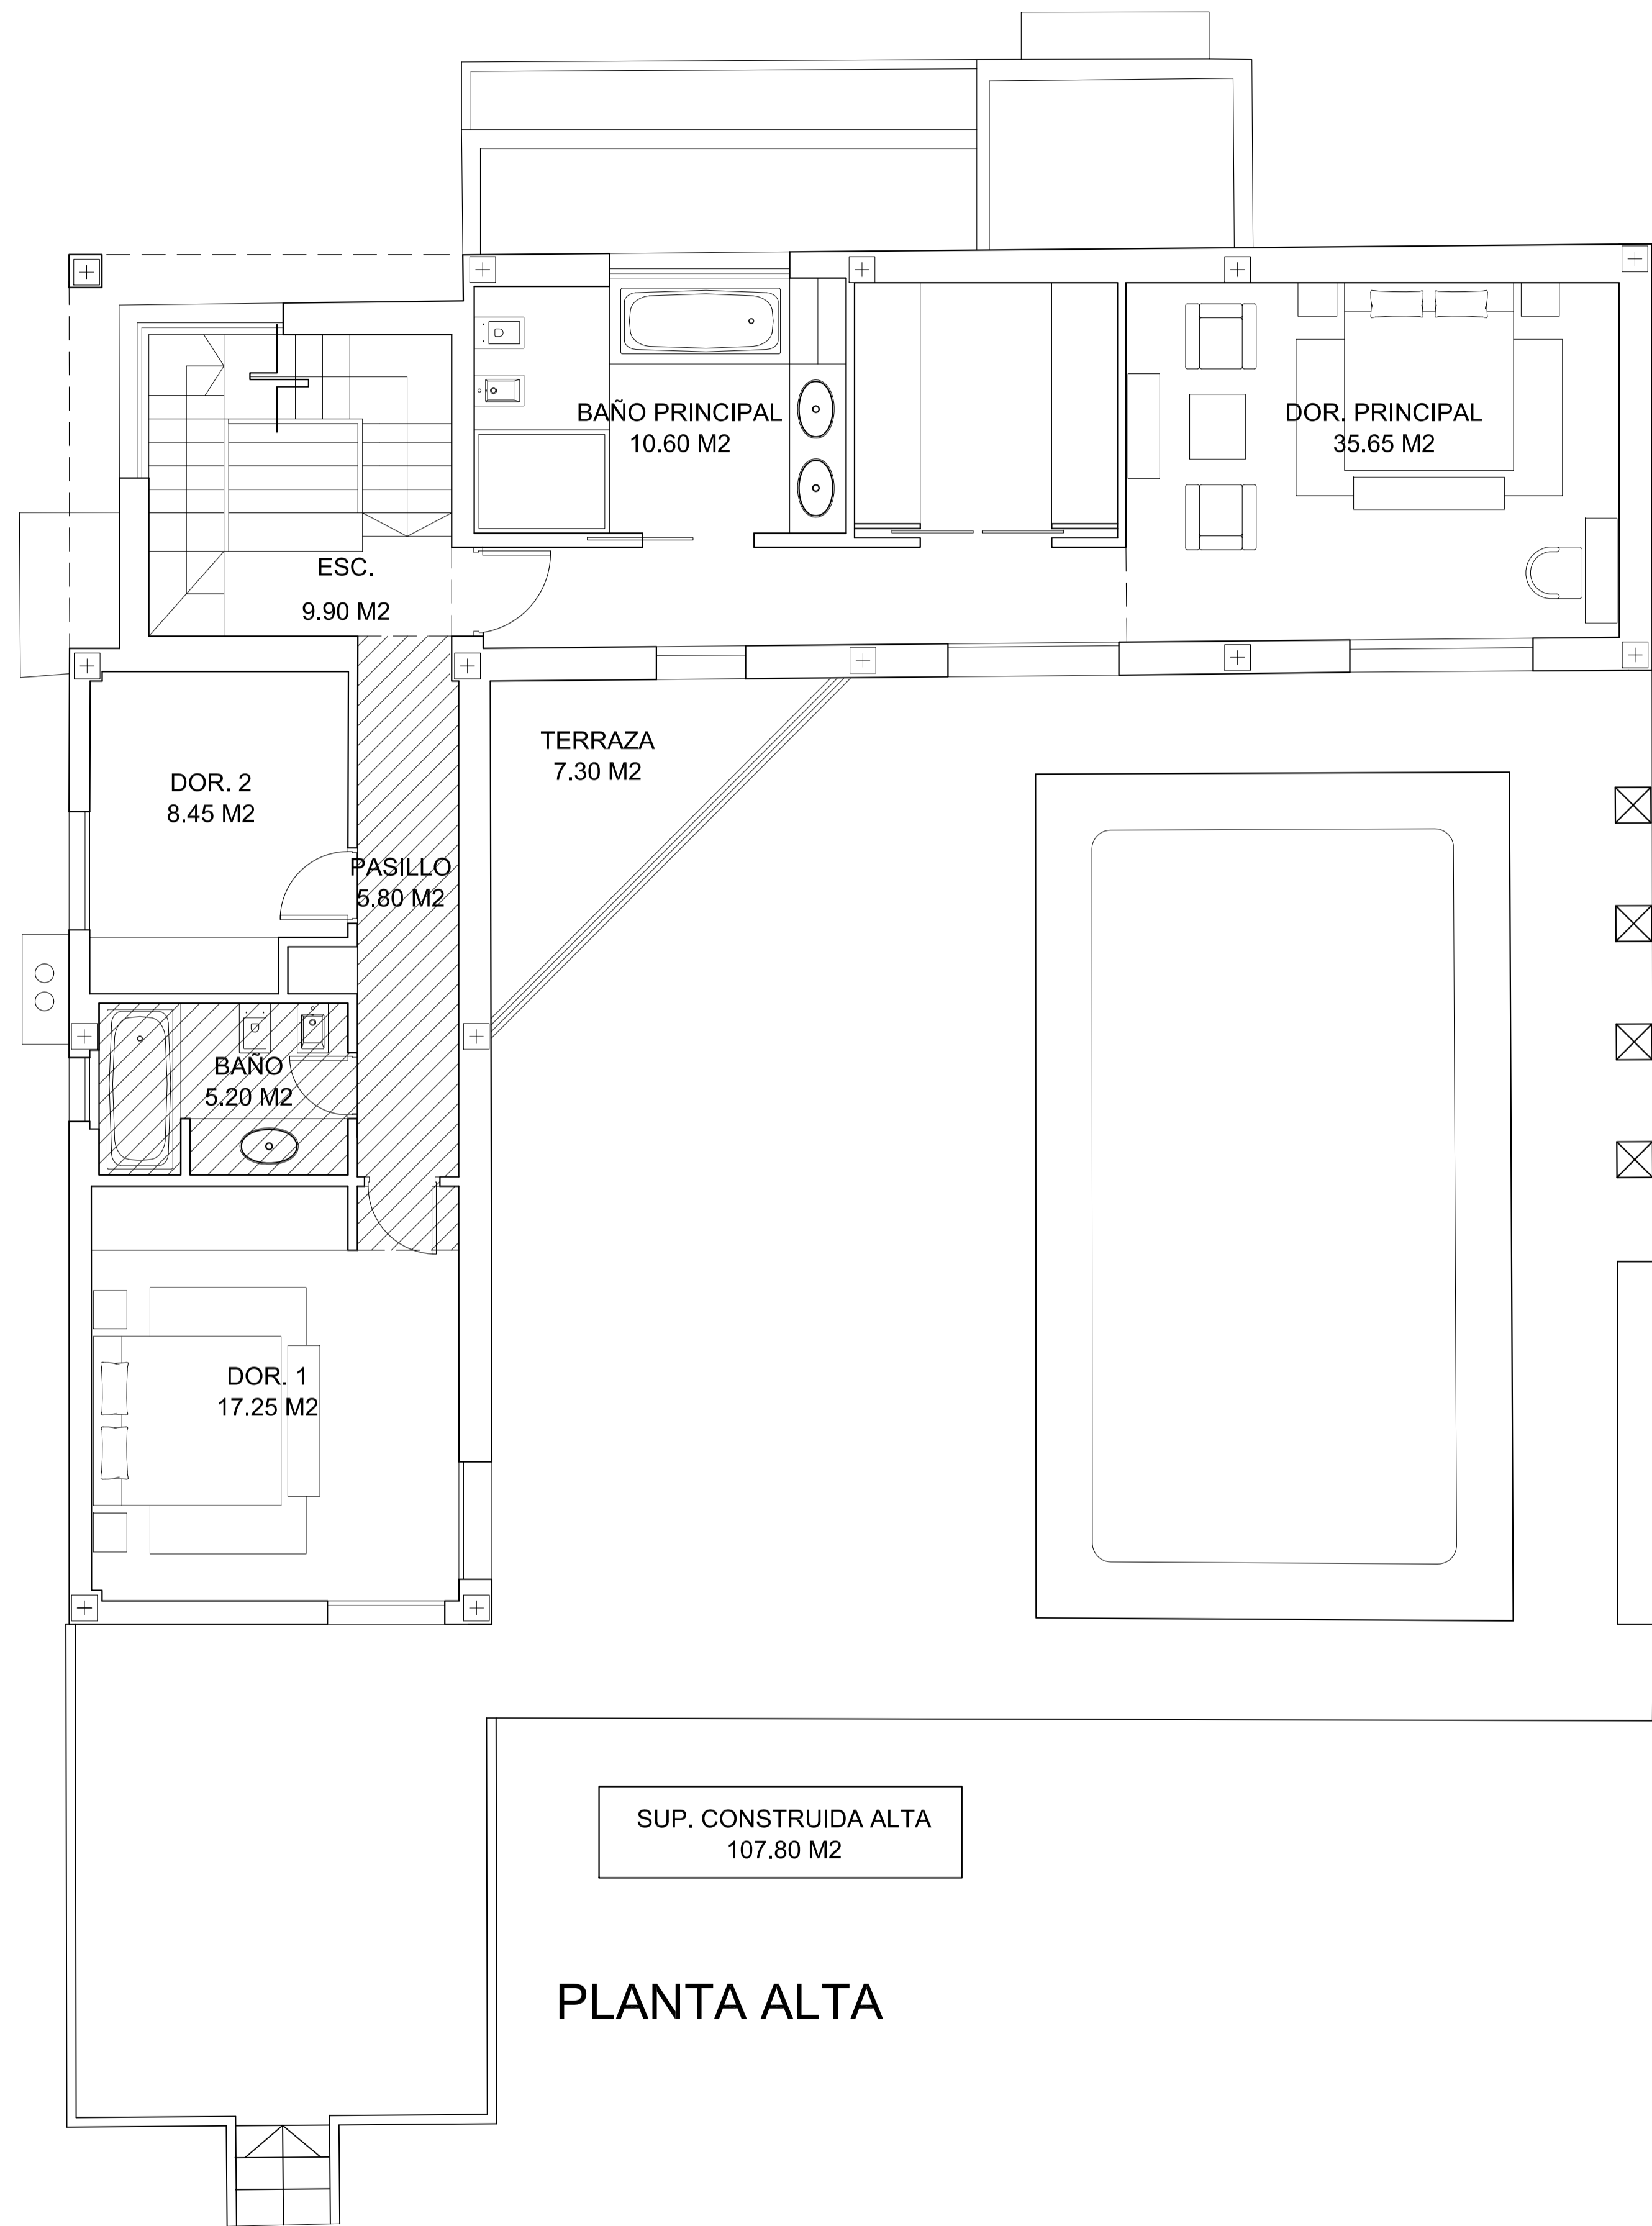 BAÑO PRINCIPAL
10.60 M2
DOR. PRINCIPAL
35.65 M2
ESC.
9.90 M2
TERRAZA
7.30 M2
DOR. 2
8.45 M2
PASILLO
5.80 M2
BAÑO
5.20 M2
DOR. 1
17.25 M2
SUP. CONSTRUIDA ALTA
107.80 M2
PLANTA ALTA